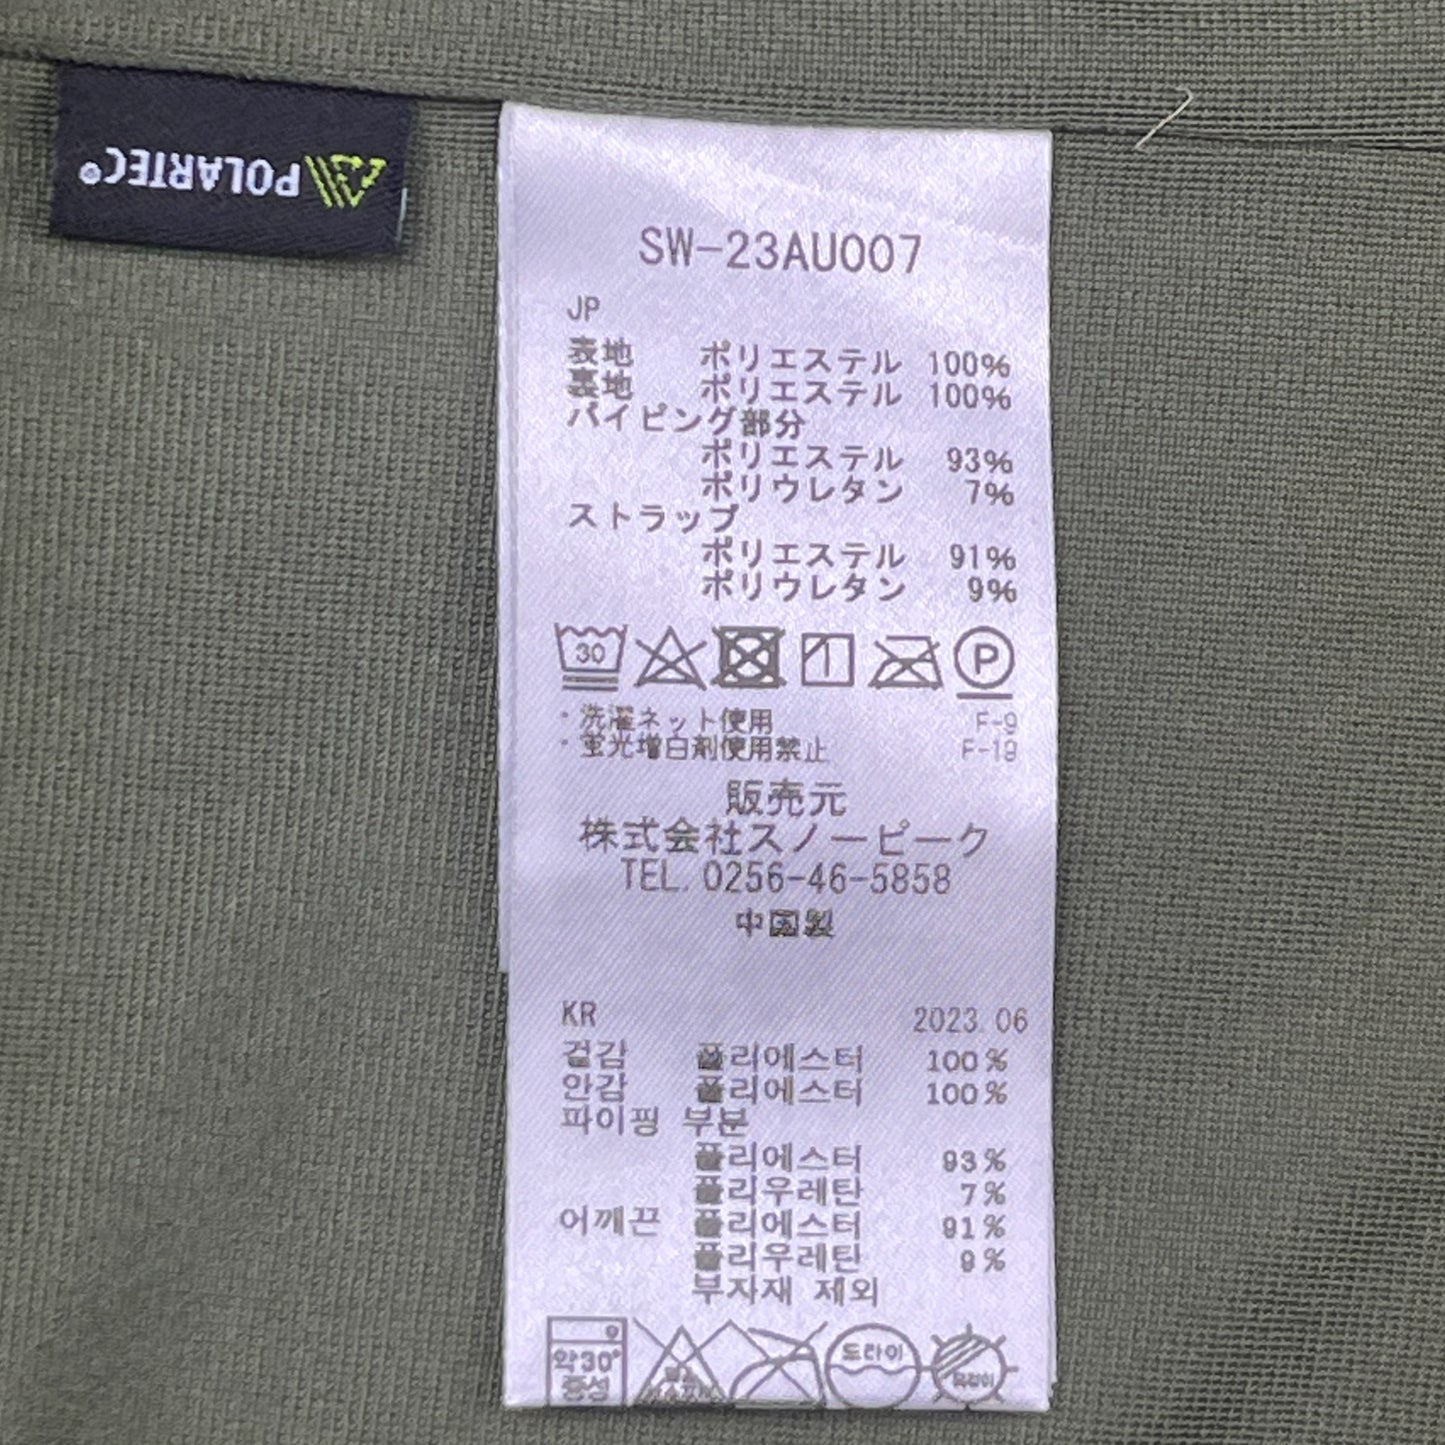 POLARTEC®
SW-23AU007
JP
表地 ポリエステル 100%
裏地 ポリエステル 100%
パイピング部分
ポリエステル 93%
ポリウレタン 7%
ストラップ
ポリエステル 91%
ポリウレタン 9%
30
P
・洗濯ネット使用 F-9
・蛍光増白剤使用禁止 F-19
販売元
株式会社スノーピーク
TEL.0256-46-5858
中国製
KR 2023.06
겉감 폴리에스터 100%
안감 폴리에스터 100%
파이핑 부분
폴리에스터 93%
폴리우레탄 7%
어깨끈 폴리에스터 91%
폴리우레탄 9%
부자재 제외
약30°
중성
드라이